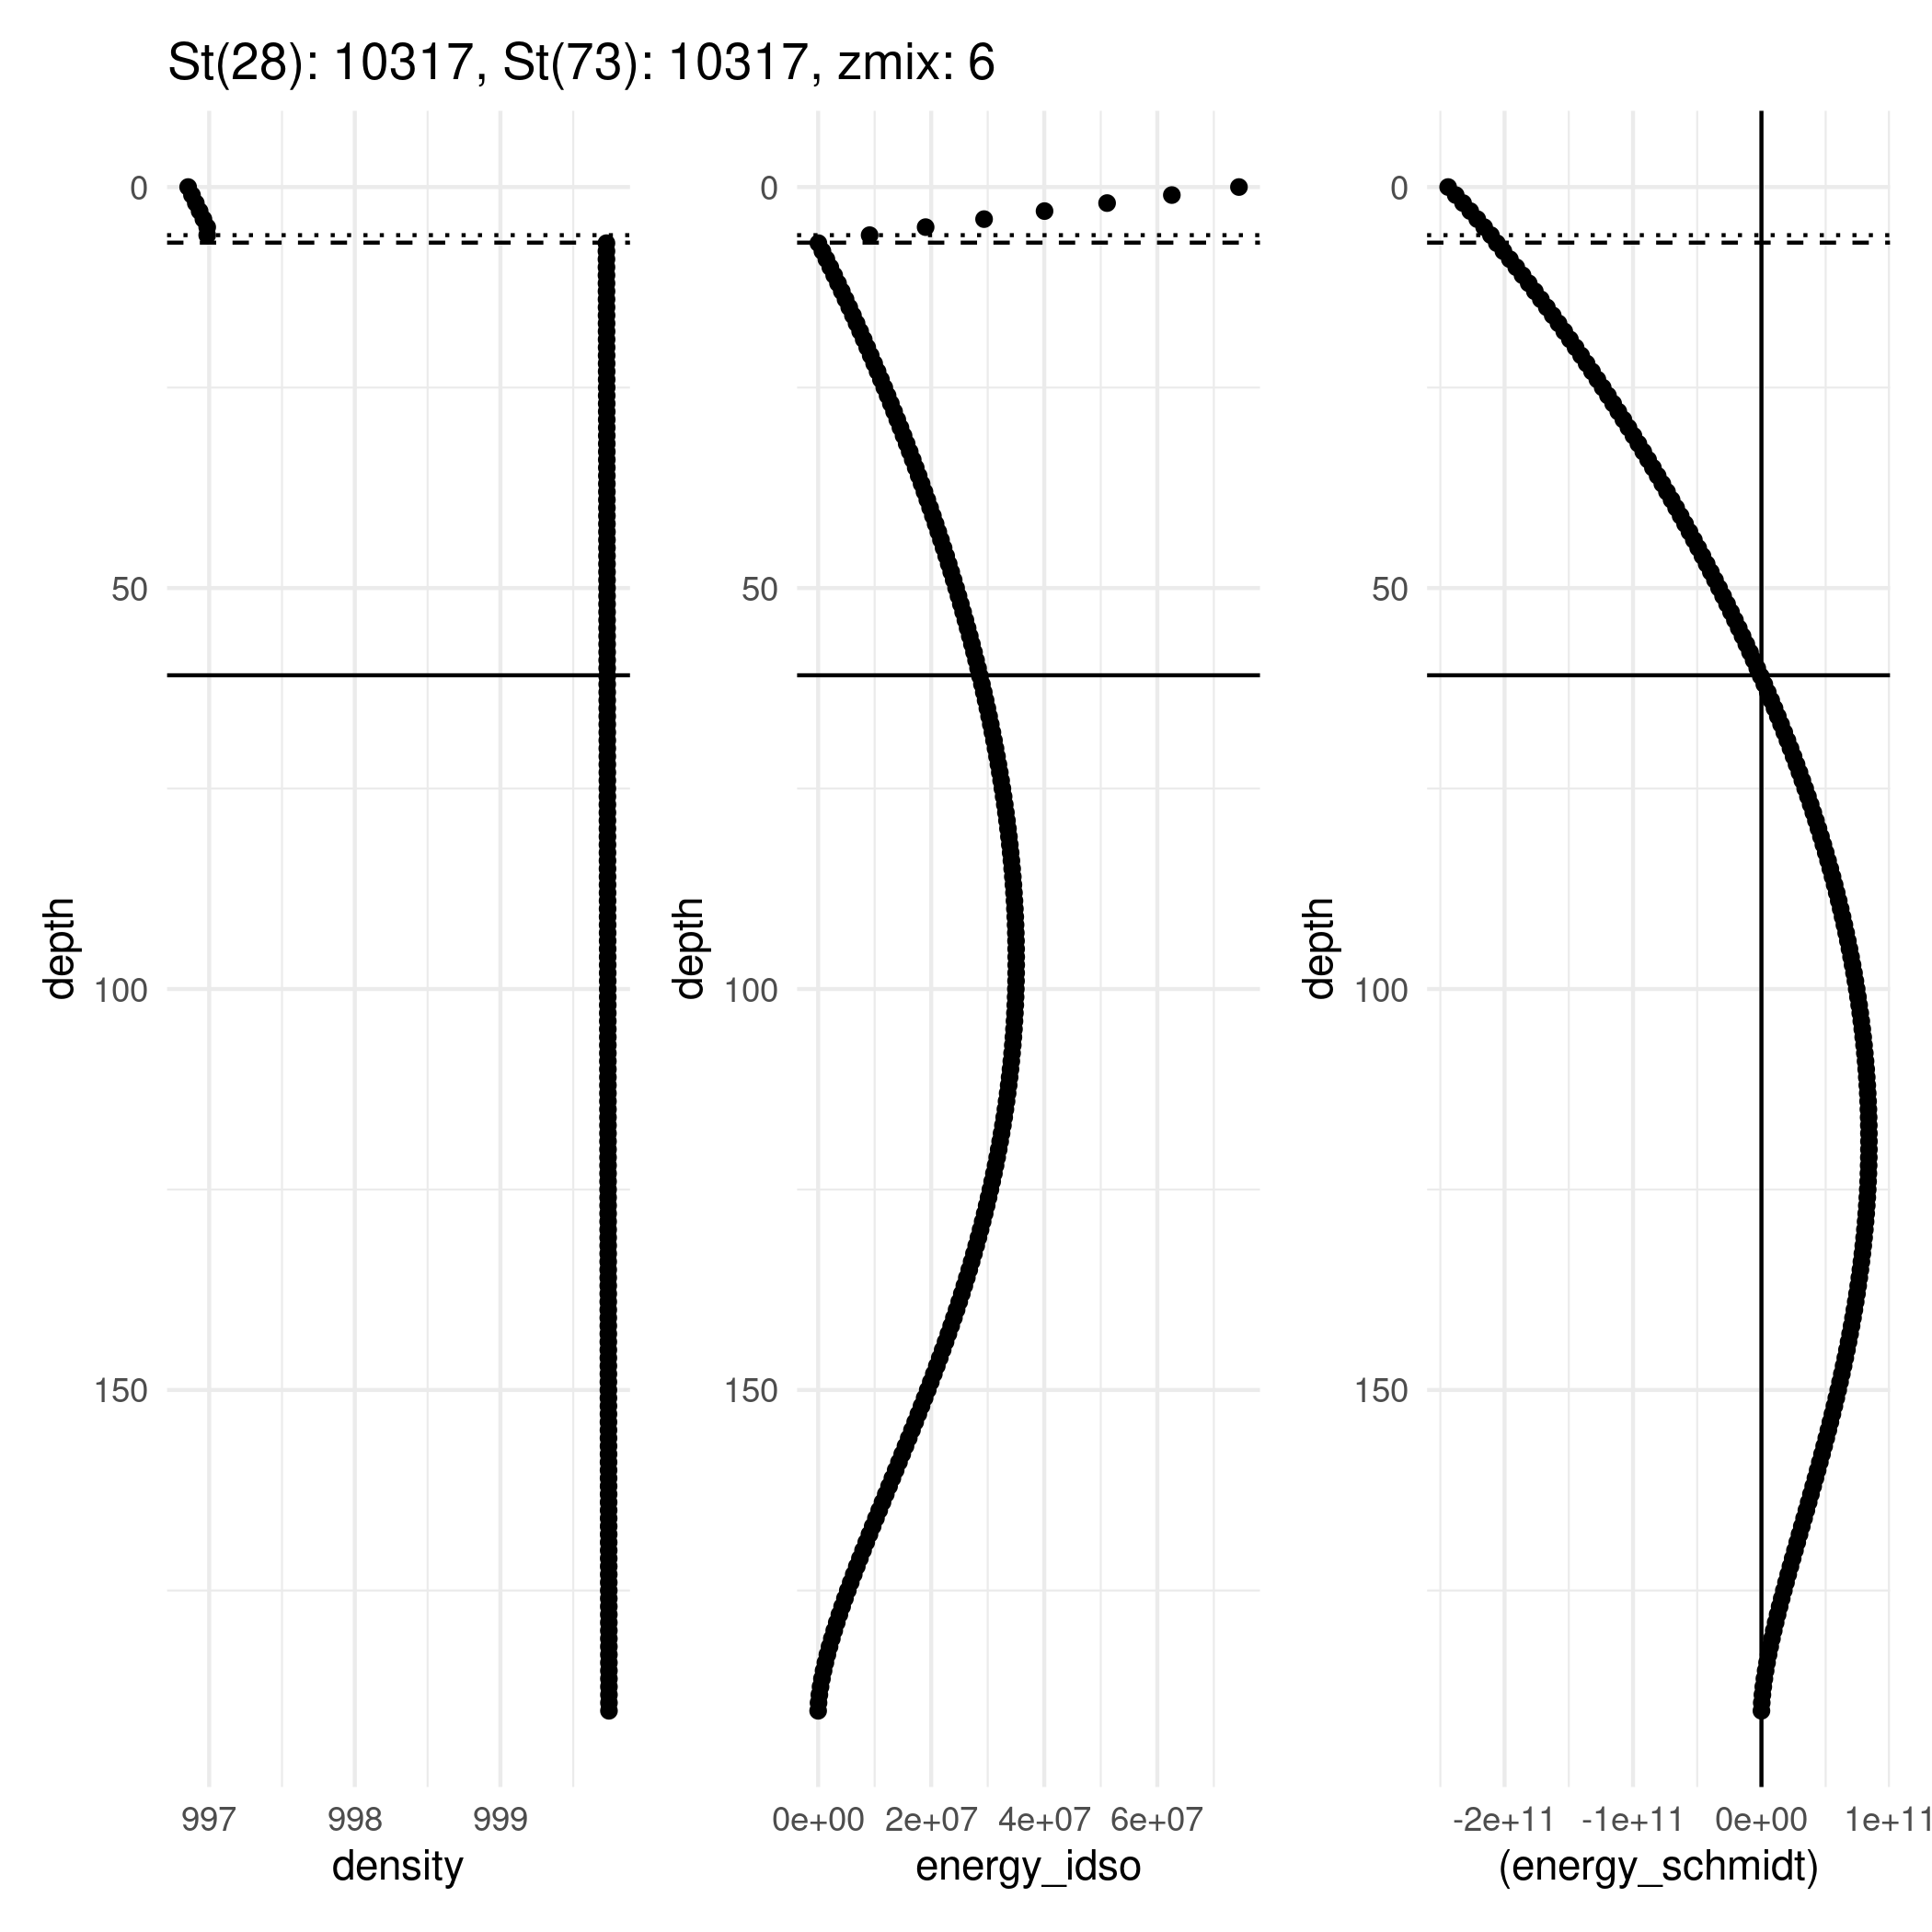 St(28): 10317, St(73): 10317, zmix: 6
0
50
100
150
depth
997 998 999
density
0
50
100
150
depth
0e+00 2e+07 4e+07 6e+07
energy_idso
0
50
100
150
depth
-2e+11 -1e+11 0e+00 1e+11
(energy_schmidt)